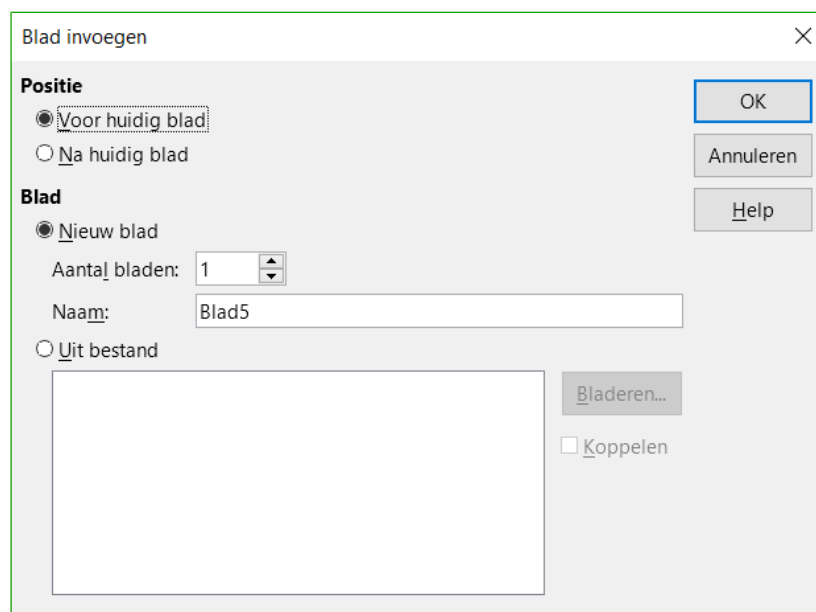 Blad invoegen
Positie
Voor huidig blad
Na huidig blad
Blad
Nieuw blad
Aantal bladen: 1
Naam: Blad5
Uit bestand
Bladeren...
Koppelen
OK
Annuleren
Help